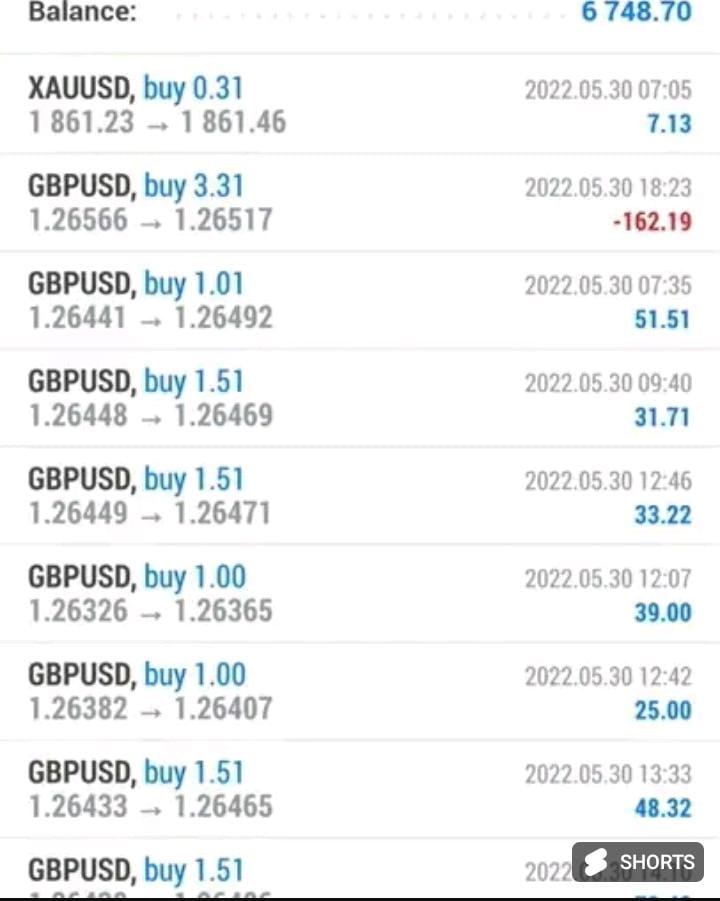 Balance: 6 748.70
XAUUSD, buy 0.31 2022.05.30 07:05
1 861.23 → 1 861.46 7.13
GBPUSD, buy 3.31 2022.05.30 18:23
1.26566 → 1.26517 -162.19
GBPUSD, buy 1.01 2022.05.30 07:35
1.26441 → 1.26492 51.51
GBPUSD, buy 1.51 2022.05.30 09:40
1.26448 → 1.26469 31.71
GBPUSD, buy 1.51 2022.05.30 12:46
1.26449 → 1.26471 33.22
GBPUSD, buy 1.00 2022.05.30 12:07
1.26326 → 1.26365 39.00
GBPUSD, buy 1.00 2022.05.30 12:42
1.26382 → 1.26407 25.00
GBPUSD, buy 1.51 2022.05.30 13:33
1.26433 → 1.26465 48.32
GBPUSD, buy 1.51
SHORTS